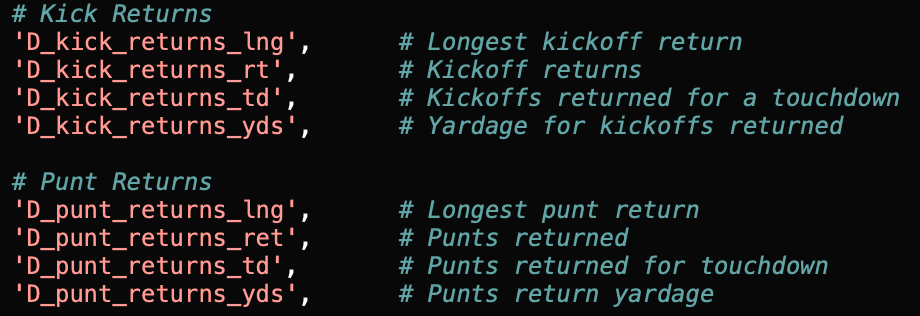 # Kick Returns
'D_kick_returns_lng',      # Longest kickoff return
'D_kick_returns_rt',       # Kickoff returns
'D_kick_returns_td',       # Kickoffs returned for a touchdown
'D_kick_returns_yds',      # Yardage for kickoffs returned
# Punt Returns
'D_punt_returns_lng',      # Longest punt return
'D_punt_returns_ret',      # Punts returned
'D_punt_returns_td',       # Punts returned for touchdown
'D_punt_returns_yds',      # Punts return yardage